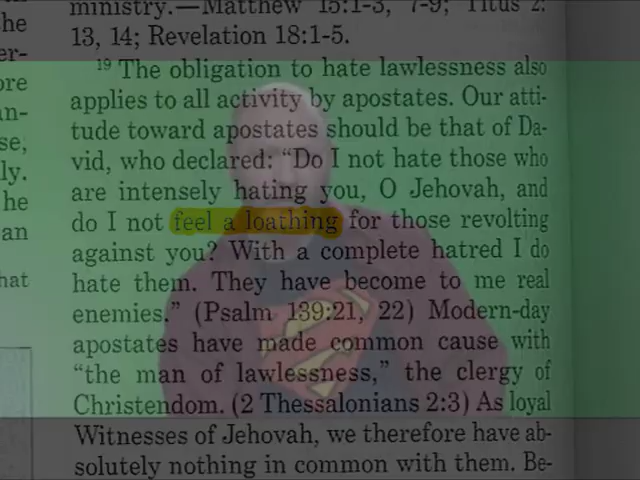 ministry.—Matthew 15:1-3, 7-9; Titus 2:
13, 14; Revelation 18:1-5.
19 The obligation to hate lawlessness also
applies to all activity by apostates. Our atti-
tude toward apostates should be that of Da-
vid, who declared: “Do I not hate those who
are intensely hating you, O Jehovah, and
do I not feel a loathing for those revolting
against you? With a complete hatred I do
hate them. They have become to me real
enemies.” (Psalm 139:21, 22) Modern-day
apostates have made common cause with
“the man of lawlessness,” the clergy of
Christendom. (2 Thessalonians 2:3) As loyal
Witnesses of Jehovah, we therefore have ab-
solutely nothing in common with them. Be-